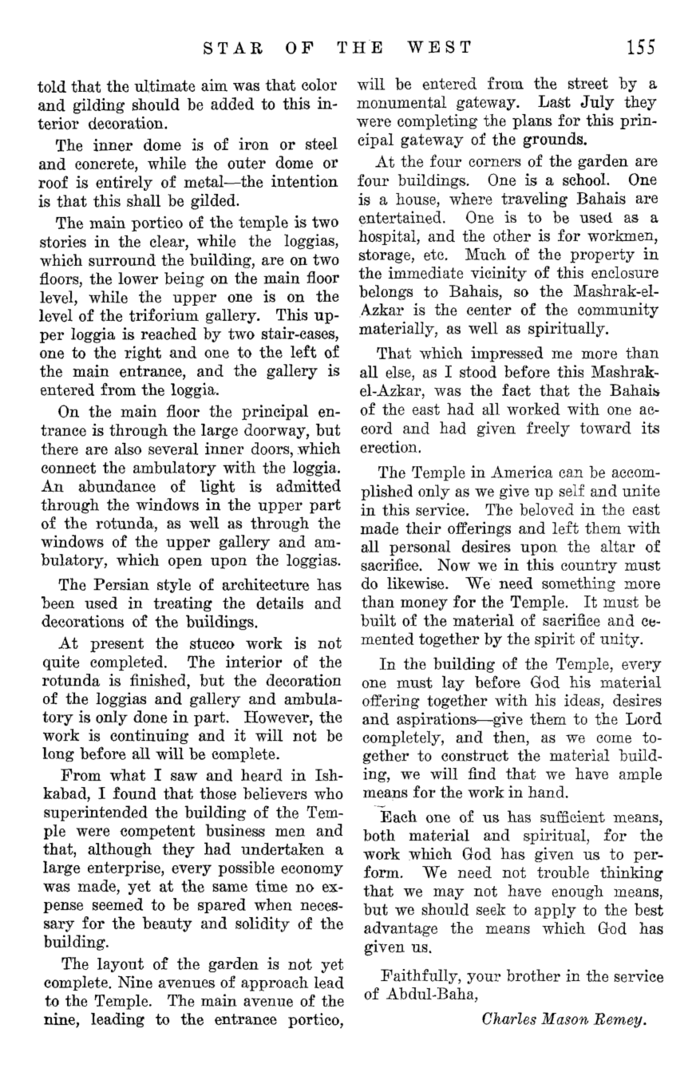 STAR OF THE WEST 155
told that the ultimate aim was that color
and gilding should be added to this in-
terior decoration.
The inner dome is of iron or steel
and concrete, while the outer dome or
roof is entirely of metal—the intention
is that this shall be gilded.
The main portico of the temple is two
stories in the clear, while the loggias,
which surround the building, are on two
floors, the lower being on the main floor
level, while the upper one is on the
level of the triforium gallery. This up-
per loggia is reached by two stair-cases,
one to the right and one to the left of
the main entrance, and the gallery is
entered from the loggia.
On the main floor the principal en-
trance is through the large doorway, but
there are also several inner doors, which
connect the ambulatory with the loggia.
An abundance of light is admitted
through the windows in the upper part
of the rotunda, as well as through the
windows of the upper gallery and am-
bulatory, which open upon the loggias.
The Persian style of architecture has
been used in treating the details and
decorations of the buildings.
At present the stucco work is not
quite completed. The interior of the
rotunda is finished, but the decoration
of the loggias and gallery and ambula-
tory is only done in part. However, the
work is continuing and it will not be
long before all will be complete.
From what I saw and heard in Ish-
kabad, I found that those believers who
superintended the building of the Tem-
ple were competent business men and
that, although they had undertaken a
large enterprise, every possible economy
was made, yet at the same time no ex-
pense seemed to be spared when neces-
sary for the beauty and solidity of the
building.
The layout of the garden is not yet
complete. Nine avenues of approach lead
to the Temple. The main avenue of the
nine, leading to the entrance portico,
will be entered from the street by a
monumental gateway. Last July they
were completing the plans for this prin-
cipal gateway of the grounds.
At the four corners of the garden are
four buildings. One is a school. One
is a house, where traveling Bahais are
entertained. One is to be used as a
hospital, and the other is for workmen,
storage, etc. Much of the property in
the immediate vicinity of this enclosure
belongs to Bahais, so the Mashrak-el-
Azkar is the center of the community
materially, as well as spiritually.
That which impressed me more than
all else, as I stood before this Mashrak-
el-Azkar, was the fact that the Bahais
of the east had all worked with one ac-
cord and had given freely toward its
erection.
The Temple in America can be accom-
plished only as we give up self and unite
in this service. The beloved in the east
made their offerings and left them with
all personal desires upon the altar of
sacrifice. Now we in this country must
do likewise. We need something more
than money for the Temple. It must be
built of the material of sacrifice and ce-
mented together by the spirit of unity.
In the building of the Temple, every
one must lay before God his material
offering together with his ideas, desires
and aspirations—give them to the Lord
completely, and then, as we come to-
gether to construct the material build-
ing, we will find that we have ample
means for the work in hand.
Each one of us has sufficient means,
both material and spiritual, for the
work which God has given us to per-
form. We need not trouble thinking
that we may not have enough means,
but we should seek to apply to the best
advantage the means which God has
given us.
Faithfully, your brother in the service
of Abdul-Baha,
Charles Mason Remey.